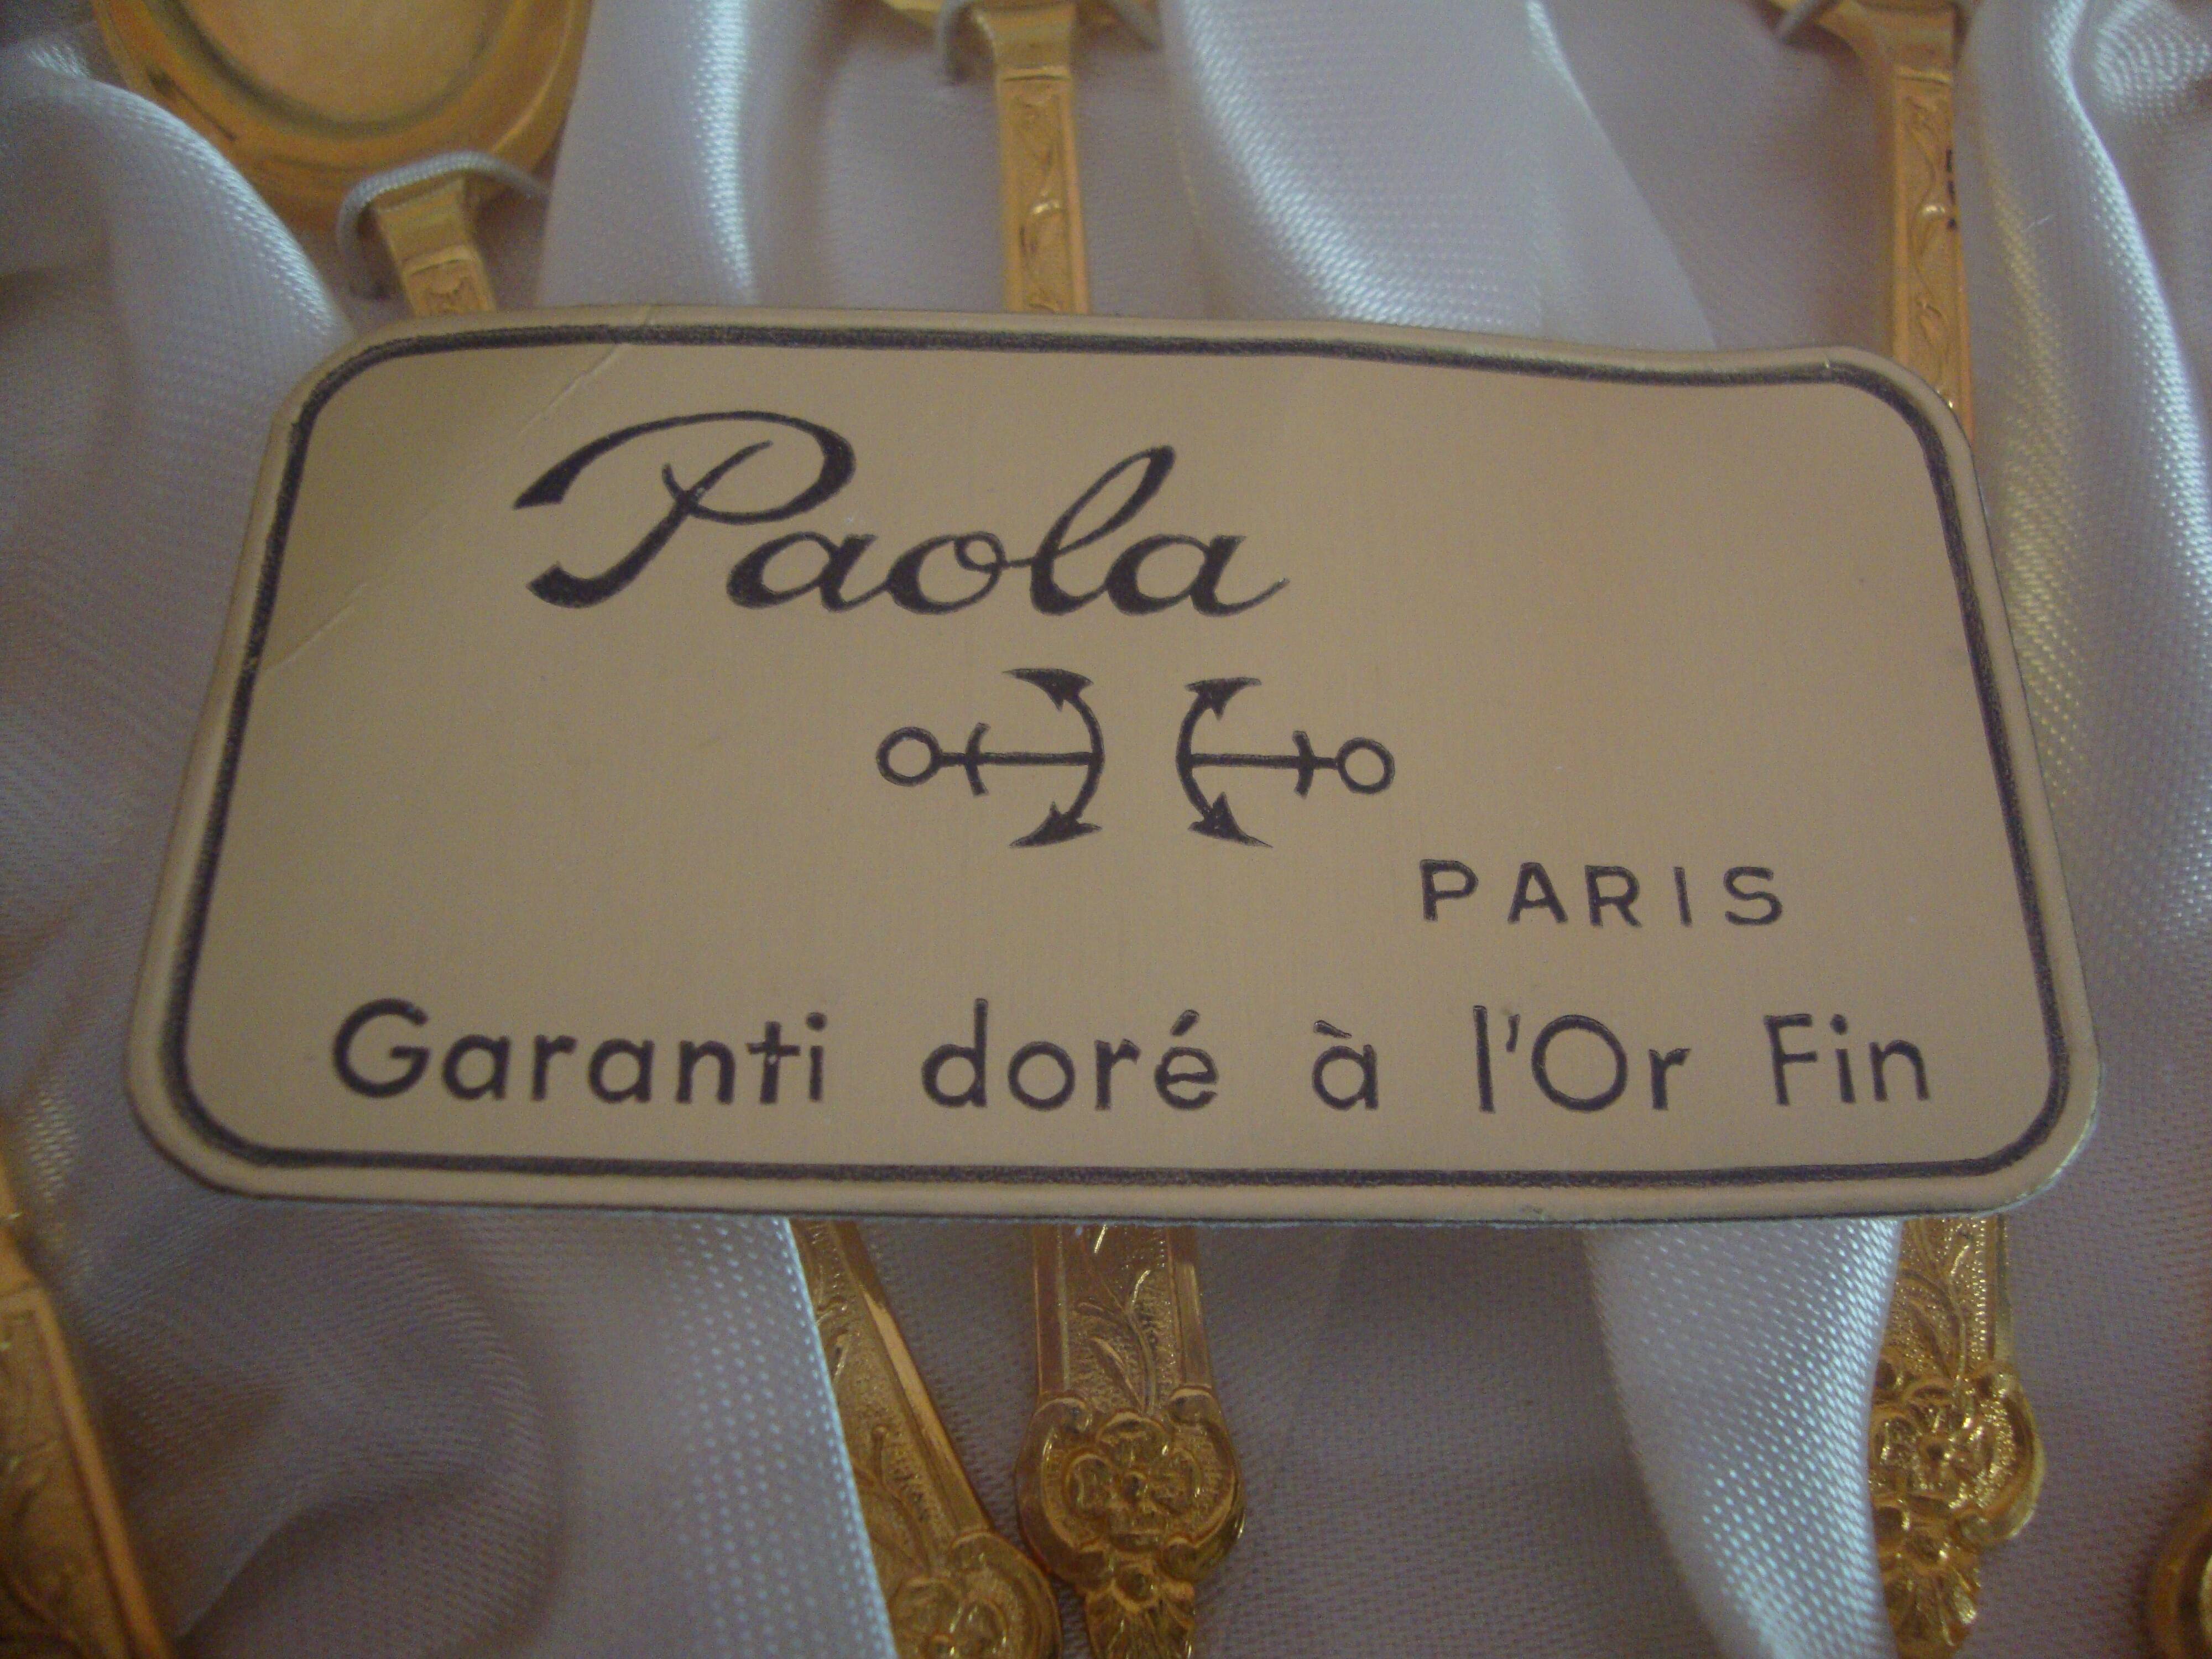 Paola
PARIS
Garanti doré à l'Or Fin